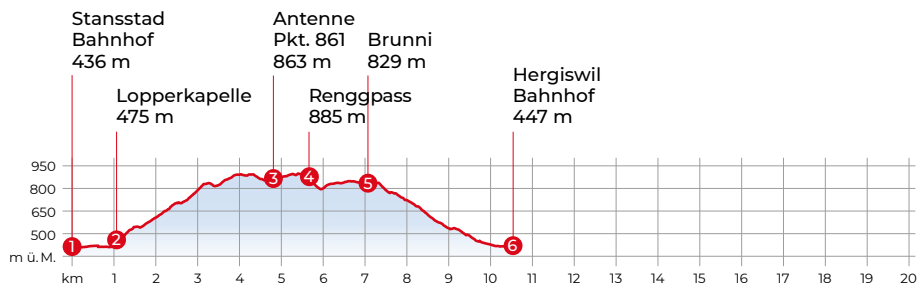 Stansstad
Bahnhof
436 m
Lopperkapelle
475 m
Antenne
Pkt. 861
863 m
Renggpass
885 m
Brunni
829 m
Hergiswil
Bahnhof
447 m
950
800
650
500
m ü.M.
1
2
3
4
5
6
km 1 2 3 4 5 6 7 8 9 10 11 12 13 14 15 16 17 18 19 20